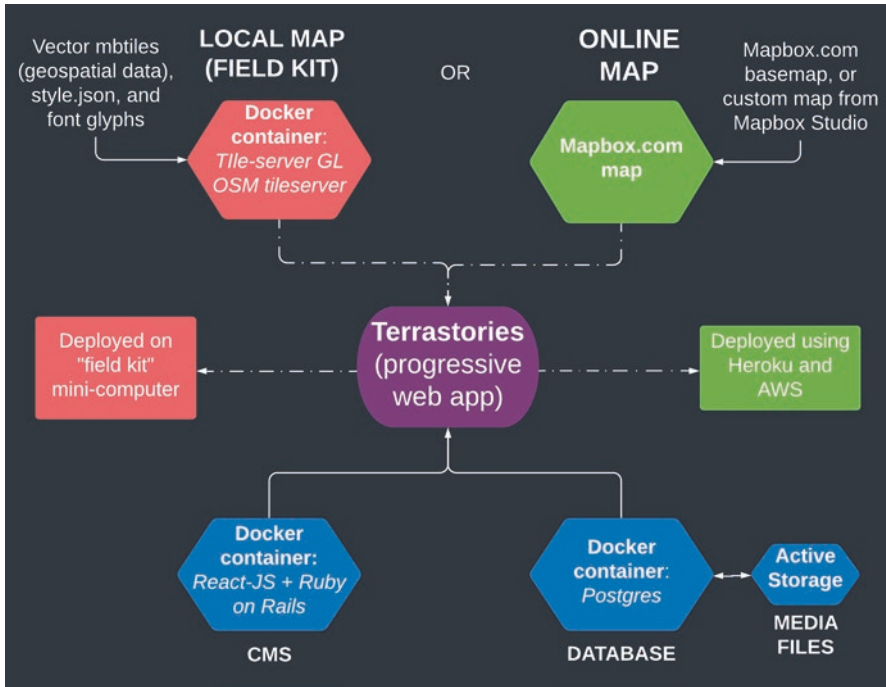 Vector mbtiles
(geospatial data),
style.json, and
font glyphs
LOCAL MAP
(FIELD KIT)
OR
ONLINE
MAP
Mapbox.com
basemap, or
custom map from
Mapbox Studio
Docker
container:
TIle-server GL
OSM tileserver
Mapbox.com
map
Deployed on
"field kit"
mini-computer
Terrastories
(progressive
web app)
Deployed using
Heroku and
AWS
Docker
container:
React-JS + Ruby
on Rails
CMS
Docker
container:
Postgres
DATABASE
Active
Storage
MEDIA
FILES